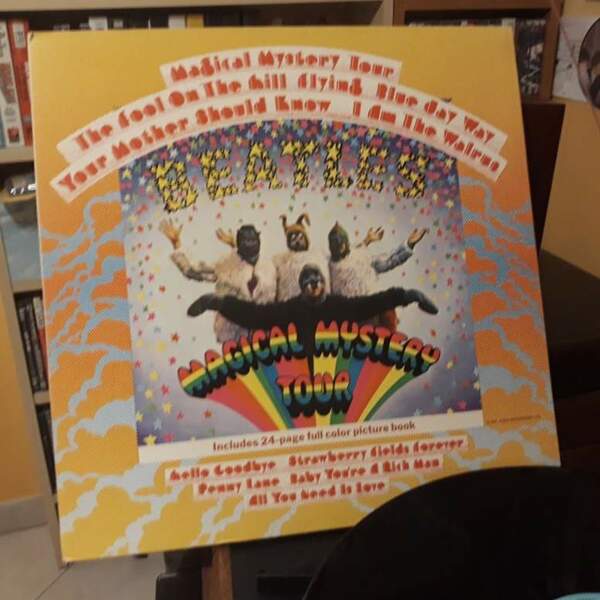 Magical Mystery Tour
The Fool On The Hill Flying Blue Jay Way
Your Mother Should Know I Am The Walrus
BEATLES
MAGICAL MYSTERY
TOUR
Includes 24-page full color picture book
Hello Goodbye Strawberry Fields Forever
Penny Lane Baby You're A Rich Man
All You Need Is Love